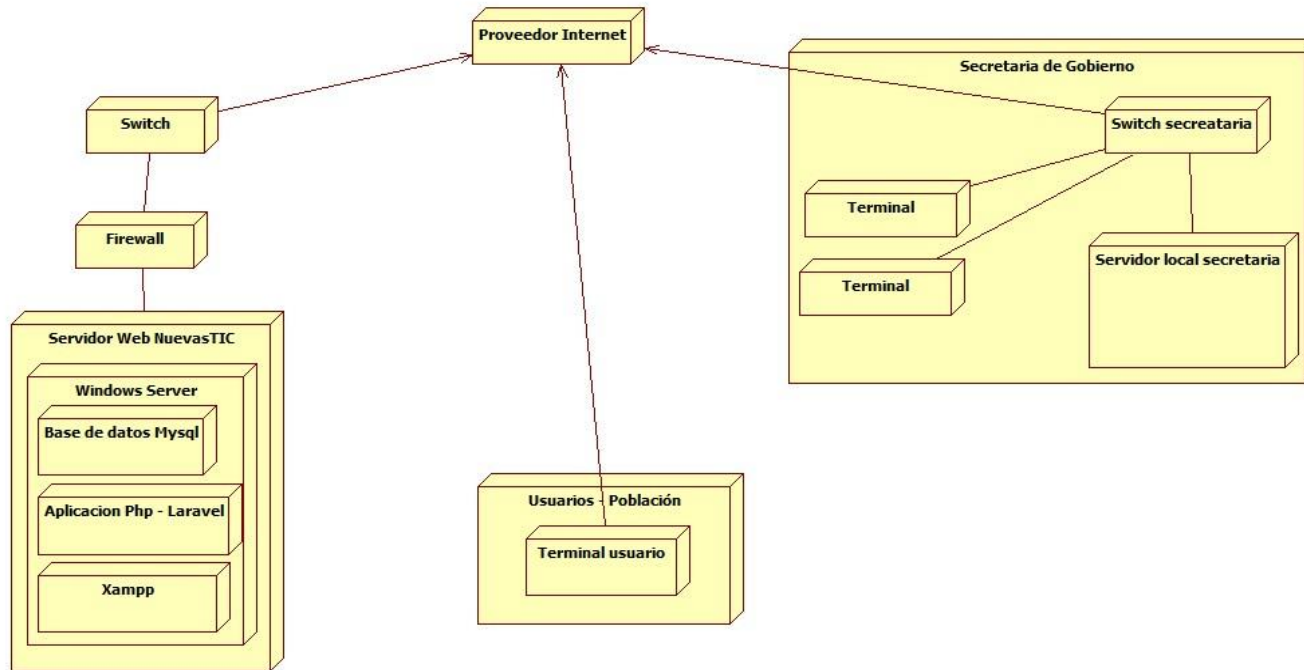 Proveedor Internet
Secretaria de Gobierno
Switch
Switch secreataria
Terminal
Firewall
Servidor local secretaria
Terminal
Servidor Web NuevasTIC
Windows Server
Base de datos Mysql
Aplicacion Php - Laravel
Xampp
Usuarios - Población
Terminal usuario